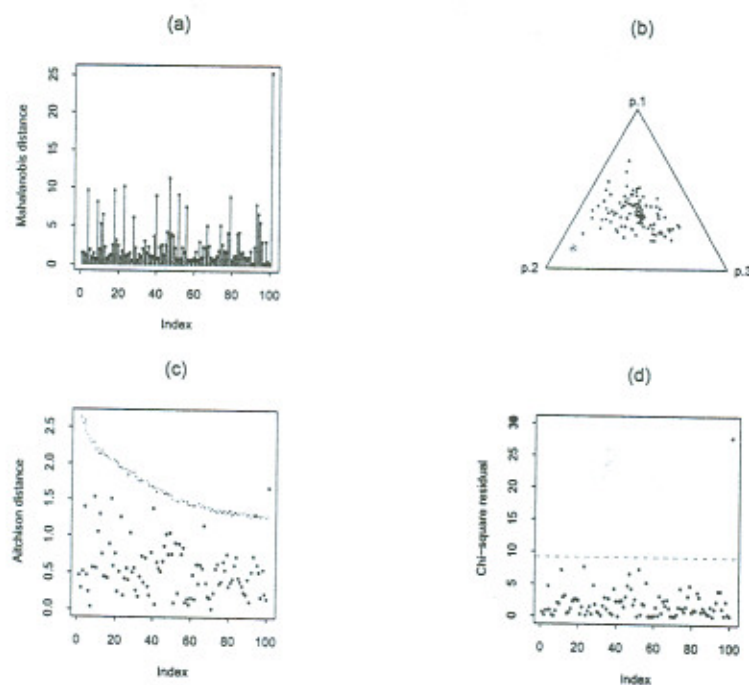 (a)
Mahalanobis distance
25
20
15
10
5
0
0 20 40 60 80 100
Index
(b)
p.1
p.2
p.3
(c)
Aitchison distance
2.5
2.0
1.5
1.0
0.5
0.0
0 20 40 60 80 100
Index
(d)
Chi-square residual
30
25
20
15
10
5
0
0 20 40 60 80 100
Index